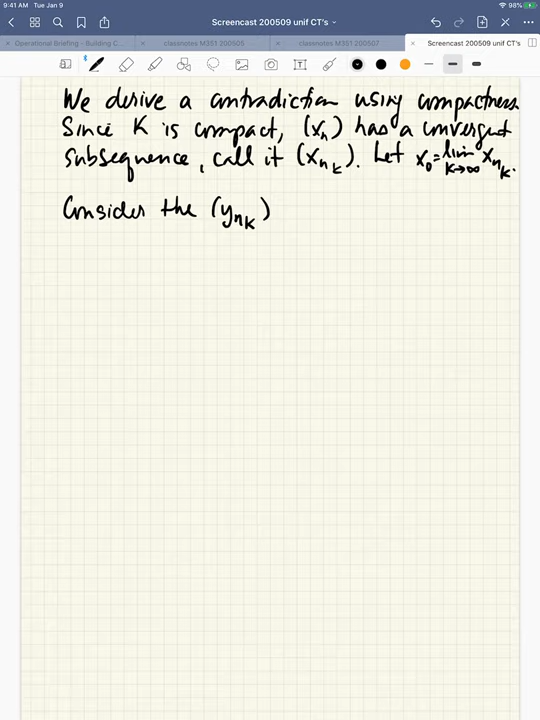 9:41 AM Tue Jan 9
98%
Screencast 200509 unif CT's
Operational Briefing - Building C...
classnotes M351 200505
classnotes M351 200507
Screencast 200509 unif CT's
We derive a contradiction using compactness
Since K is compact, (xₙ) has a convergent
subsequence, call it (xₙₖ). Let x₀ = lim k→∞ xₙₖ.
Consider the (yₙₖ)